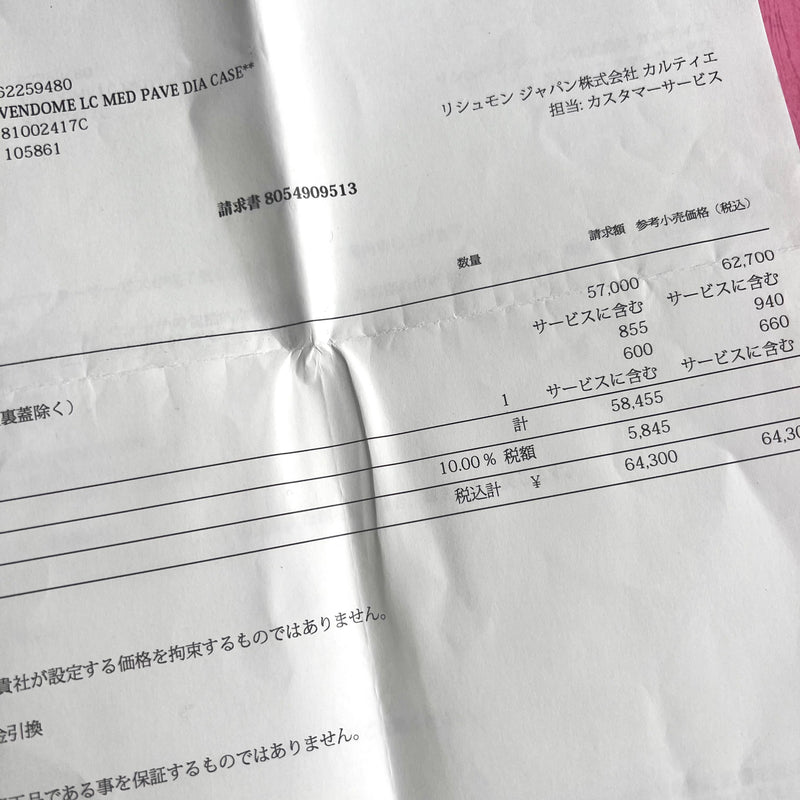 62259480
VENDOME LC MED PAVE DIA CASE**
81002417C
105861
リシュモン ジャパン株式会社 カルティエ
担当: カスタマーサービス
請求書 8054909513
数量 請求額 参考小売価格（税込）
57,000 62,700
サービスに含む サービスに含む
855 940
600 660
裏蓋除く） 1 サービスに含む サービスに含む
計 58,455
10.00 % 税額 5,845
税込計 ￥ 64,300 64,30
貴社が設定する価格を拘束するものではありません。
金引換
工品である事を保証するものではありません。